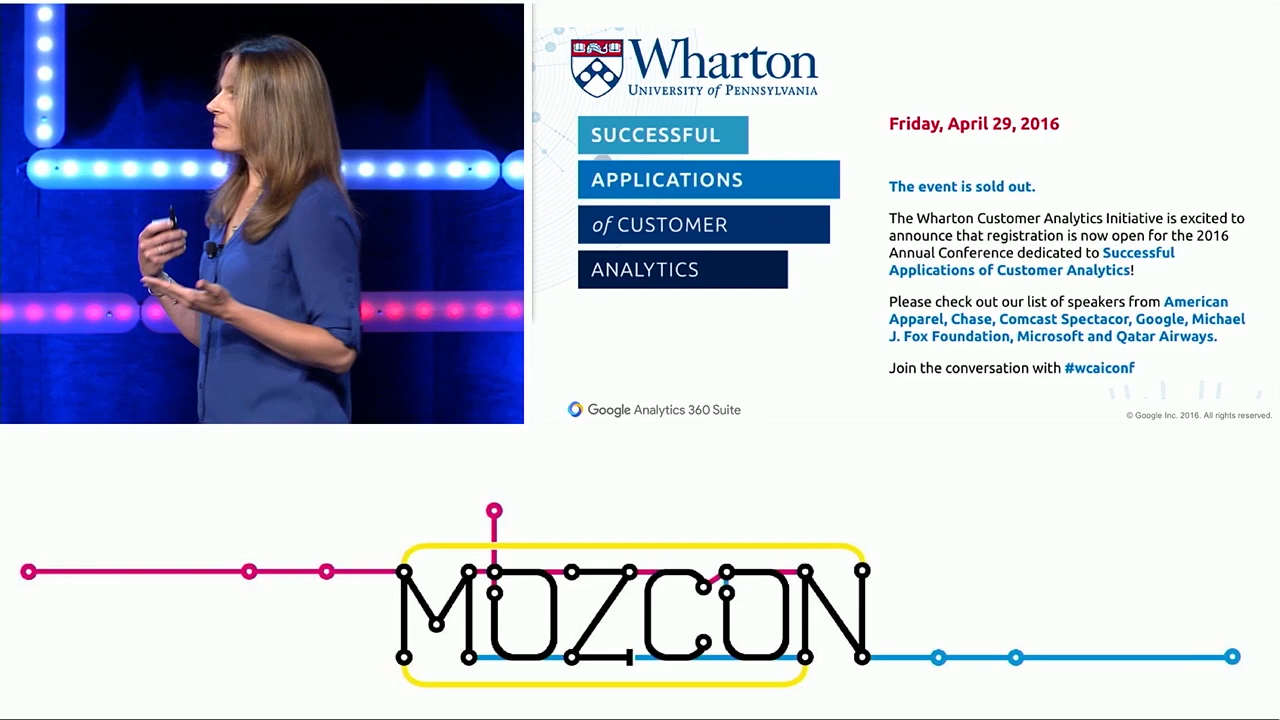 Wharton
UNIVERSITY of PENNSYLVANIA
SUCCESSFUL
APPLICATIONS
of CUSTOMER
ANALYTICS
Friday, April 29, 2016
The event is sold out.
The Wharton Customer Analytics Initiative is excited to
announce that registration is now open for the 2016
Annual Conference dedicated to Successful
Applications of Customer Analytics!
Please check out our list of speakers from American
Apparel, Chase, Comcast Spectacor, Google, Michael
J. Fox Foundation, Microsoft and Qatar Airways.
Join the conversation with #wcaiconf
Google Analytics 360 Suite
© Google Inc. 2016. All rights reserved.
MOZCON